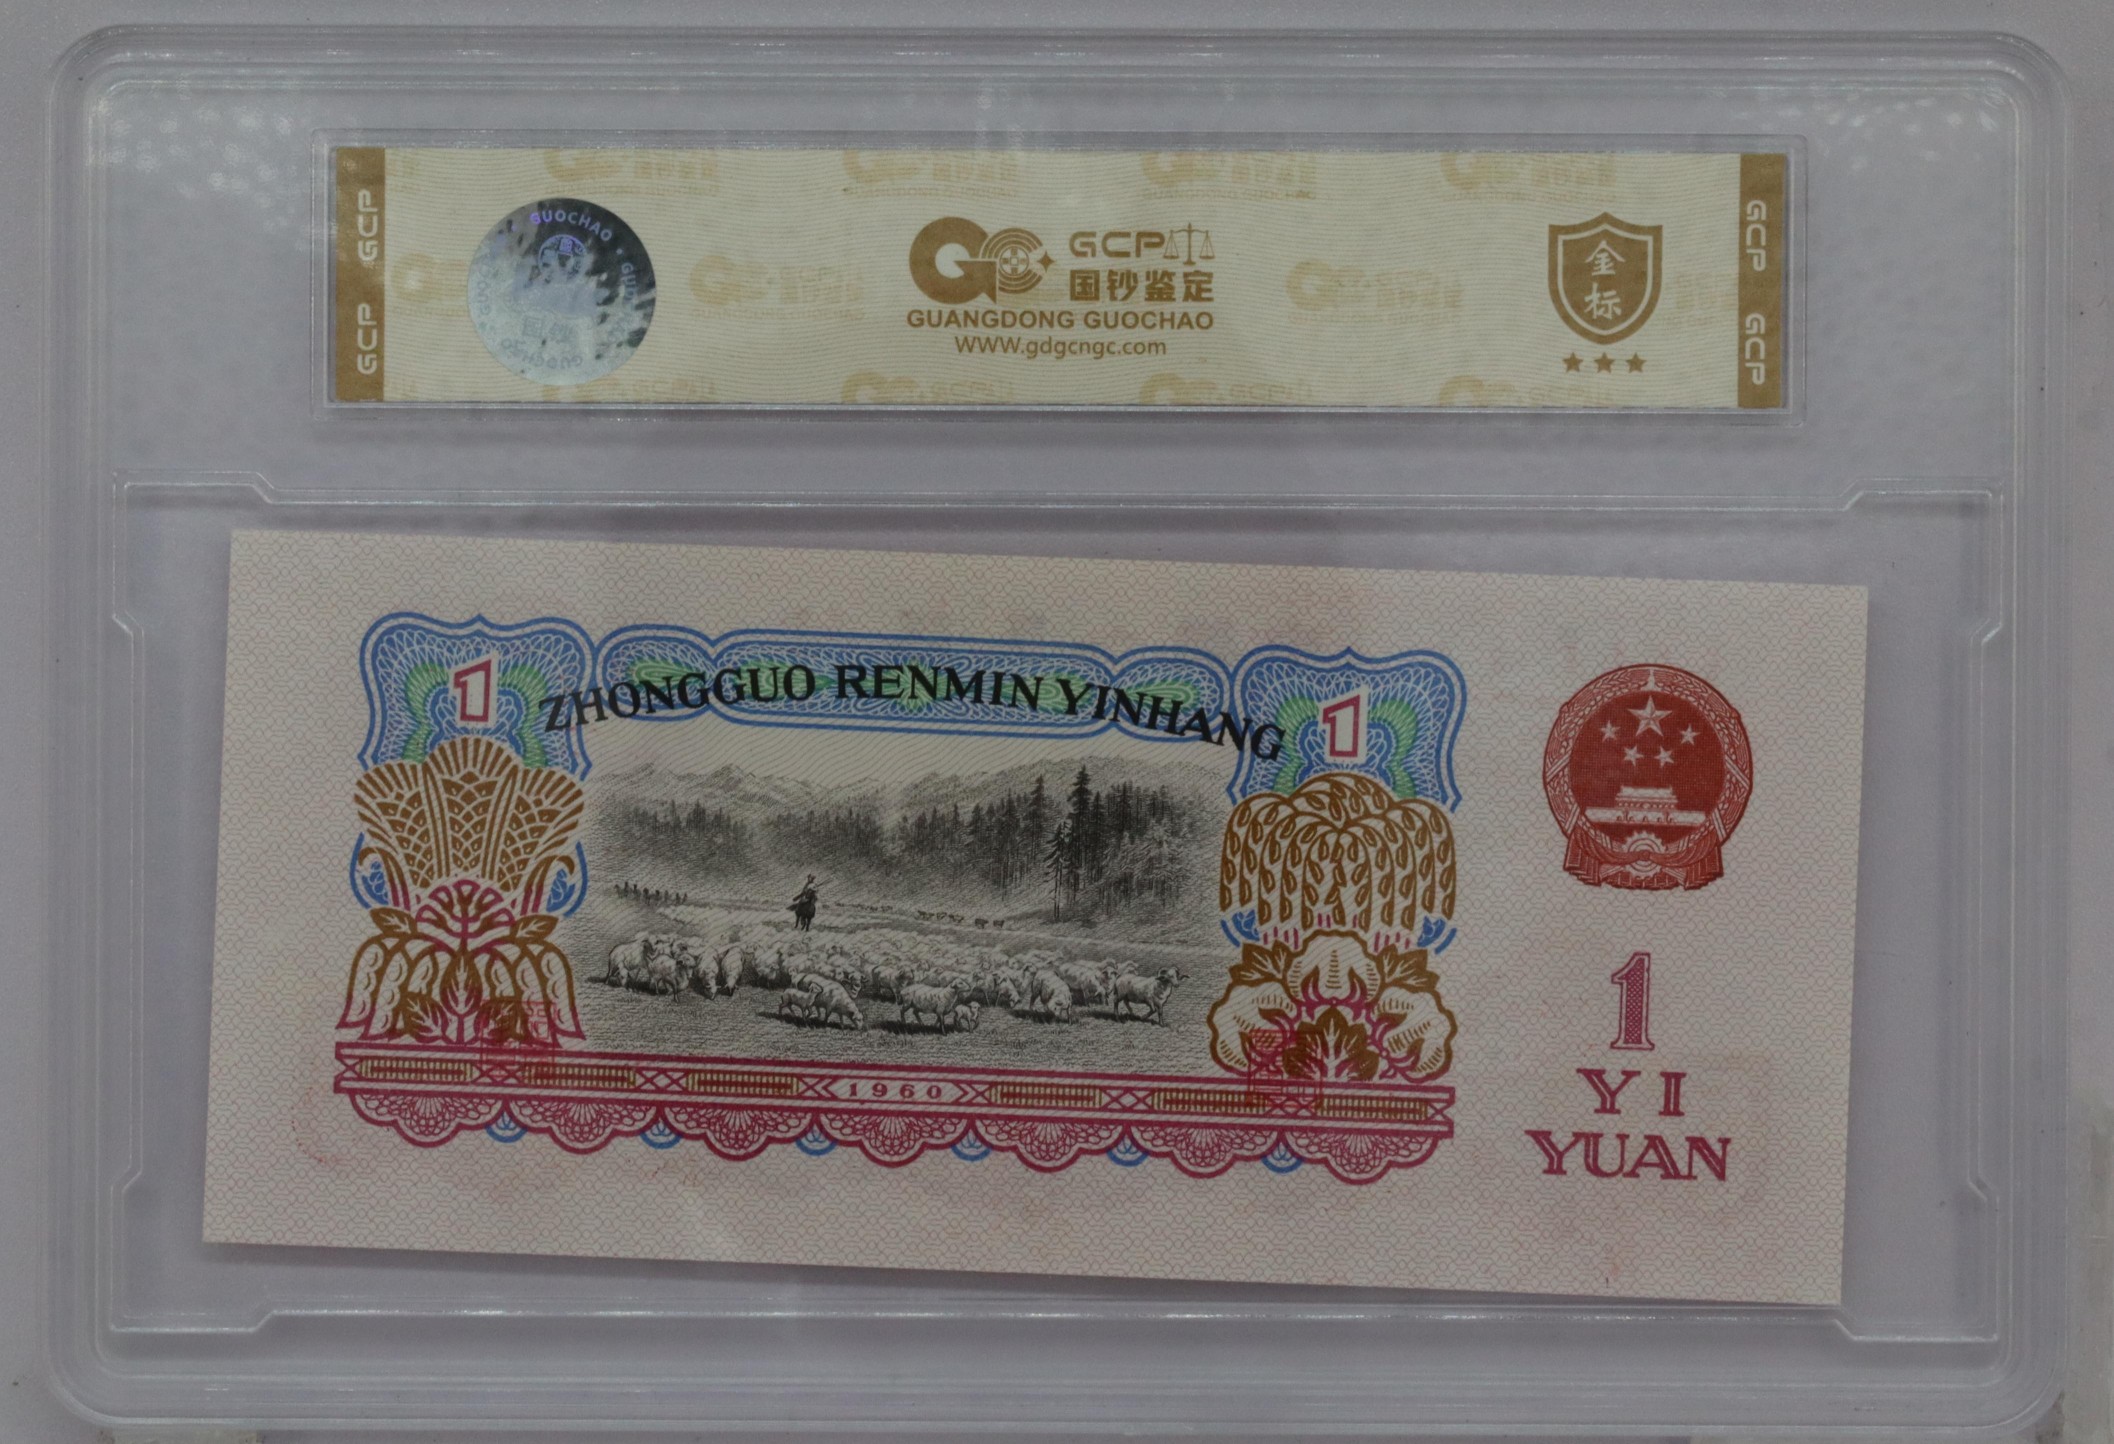 GCP GCP
GUOCHAO
GCP
国钞鉴定
GUANGDONG GUOCHAO
WWW.gdgcngc.com
金
标
GCP GCP
1
ZHONGGUO RENMIN YINHANG
1
1960
1
YI
YUAN